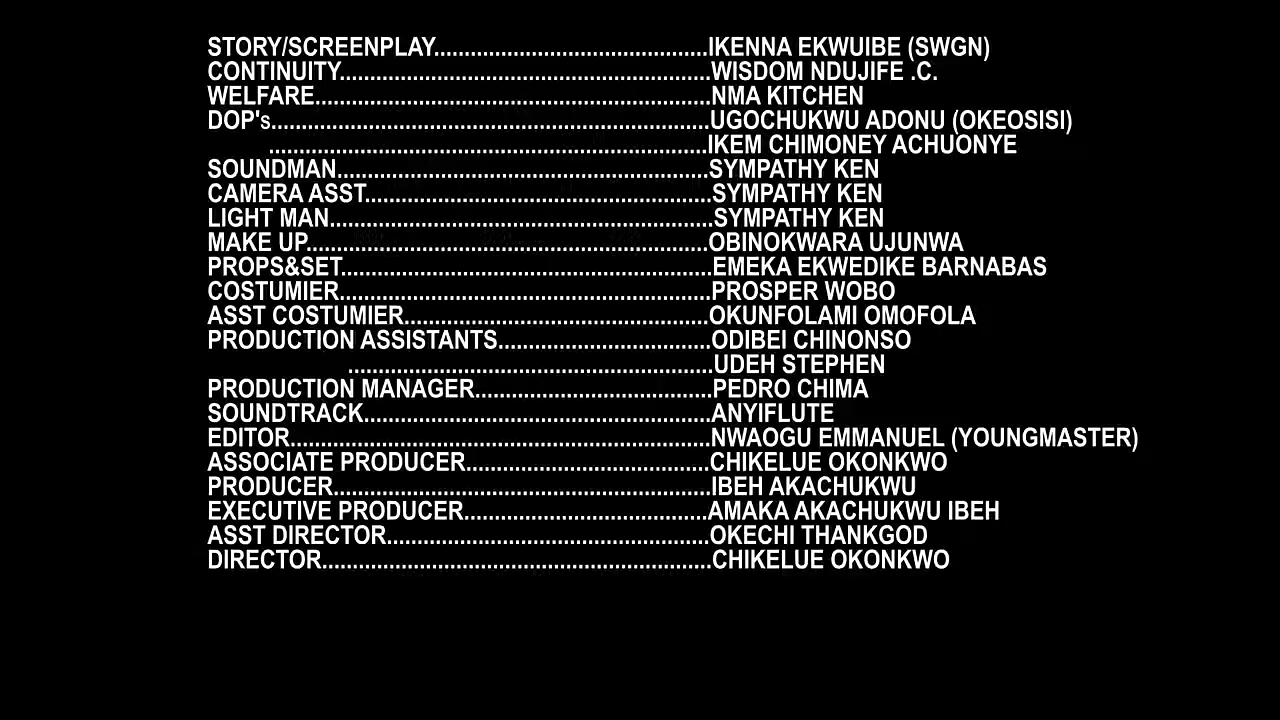 STORY/SCREENPLAY.............................................IKENNA EKWUIBE (SWGN)
CONTINUITY.............................................................WISDOM NDUJIFE .C.
WELFARE.................................................................NMA KITCHEN
DOP's........................................................................UGOCHUKWU ADONU (OKEOSISI)
........................................................................IKEM CHIMONEY ACHUONYE
SOUNDMAN.............................................................SYMPATHY KEN
CAMERA ASST.........................................................SYMPATHY KEN
LIGHT MAN...............................................................SYMPATHY KEN
MAKE UP..................................................................OBINOKWARA UJUNWA
PROPS&SET.............................................................EMEKA EKWEDIKE BARNABAS
COSTUMIER.............................................................PROSPER WOBO
ASST COSTUMIER..................................................OKUNFOLAMI OMOFOLA
PRODUCTION ASSISTANTS...................................ODIBEI CHINONSO
............................................................UDEH STEPHEN
PRODUCTION MANAGER.......................................PEDRO CHIMA
SOUNDTRACK.........................................................ANYIFLUTE
EDITOR.....................................................................NWAOGU EMMANUEL (YOUNGMASTER)
ASSOCIATE PRODUCER........................................CHIKELUE OKONKWO
PRODUCER..............................................................IBEH AKACHUKWU
EXECUTIVE PRODUCER........................................AMAKA AKACHUKWU IBEH
ASST DIRECTOR.....................................................OKECHI THANKGOD
DIRECTOR................................................................CHIKELUE OKONKWO